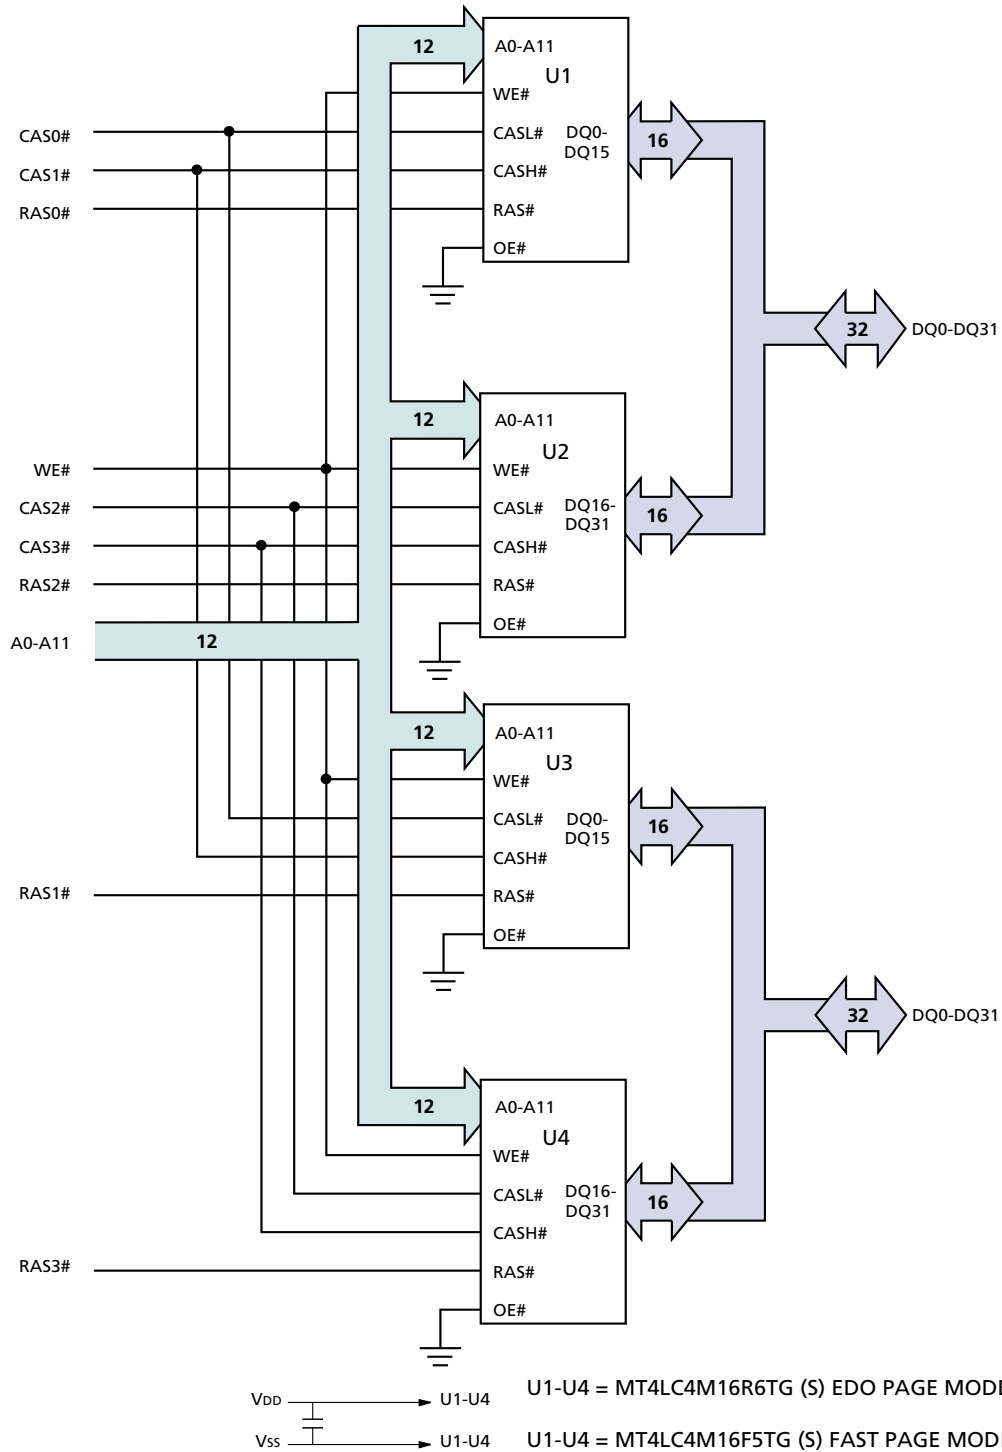 12
A0-A11
U1
WE#
CAS0#
CASL#
DQ0-
DQ15
16
CAS1#
CASH#
RAS0#
RAS#
OE#
32
DQ0-DQ31
12
A0-A11
U2
WE#
WE#
CAS2#
CASL#
DQ16-
DQ31
16
CAS3#
CASH#
RAS2#
RAS#
OE#
A0-A11
12
12
A0-A11
U3
WE#
CASL#
DQ0-
DQ15
16
CASH#
RAS1#
RAS#
OE#
32
DQ0-DQ31
12
A0-A11
U4
WE#
CASL#
DQ16-
DQ31
16
CASH#
RAS3#
RAS#
OE#
VDD
U1-U4
U1-U4 = MT4LC4M16R6TG (S) EDO PAGE MODE
VSS
U1-U4
U1-U4 = MT4LC4M16F5TG (S) FAST PAGE MOD